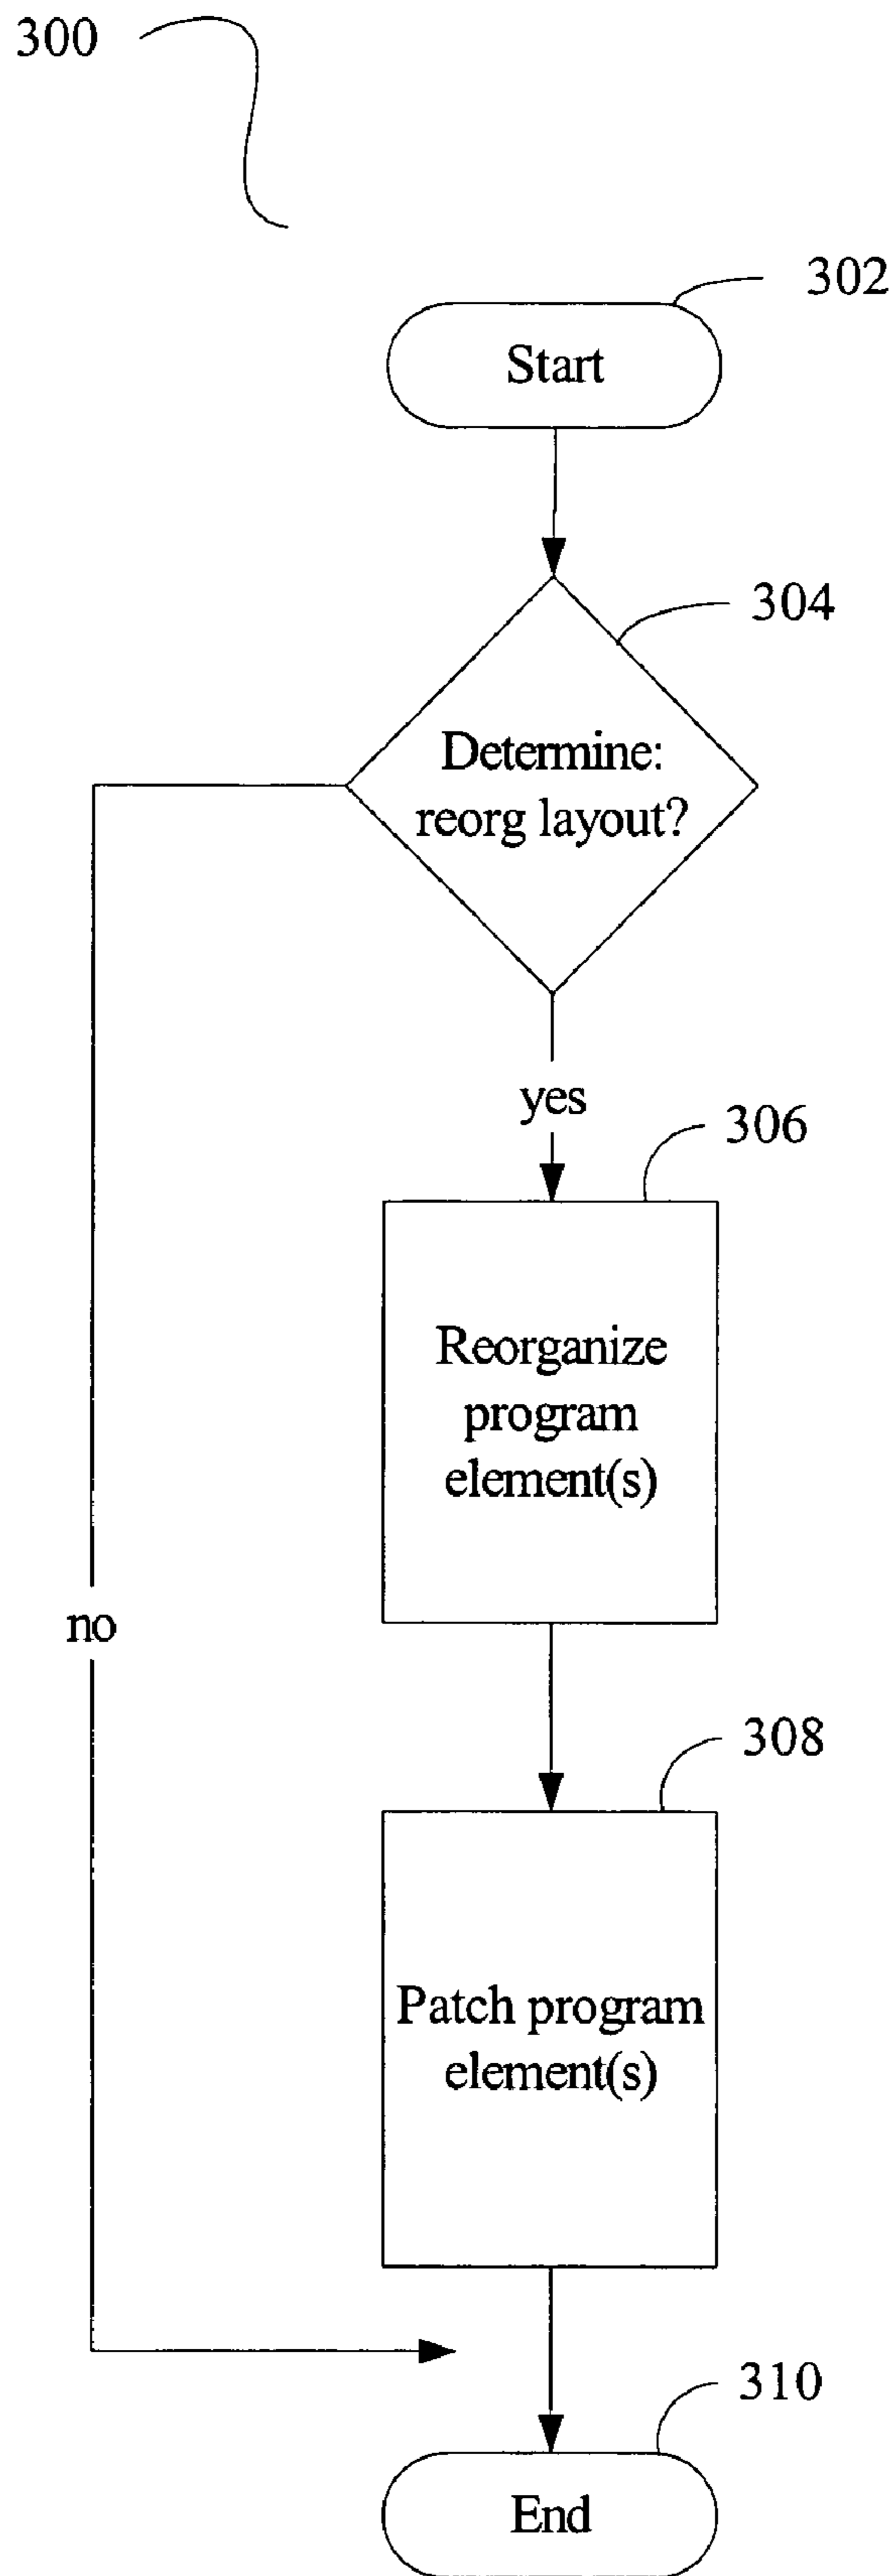 300
302
Start
304
Determine:
reorg layout?
yes
306
Reorganize
program
element(s)
no
308
Patch program
element(s)
310
End